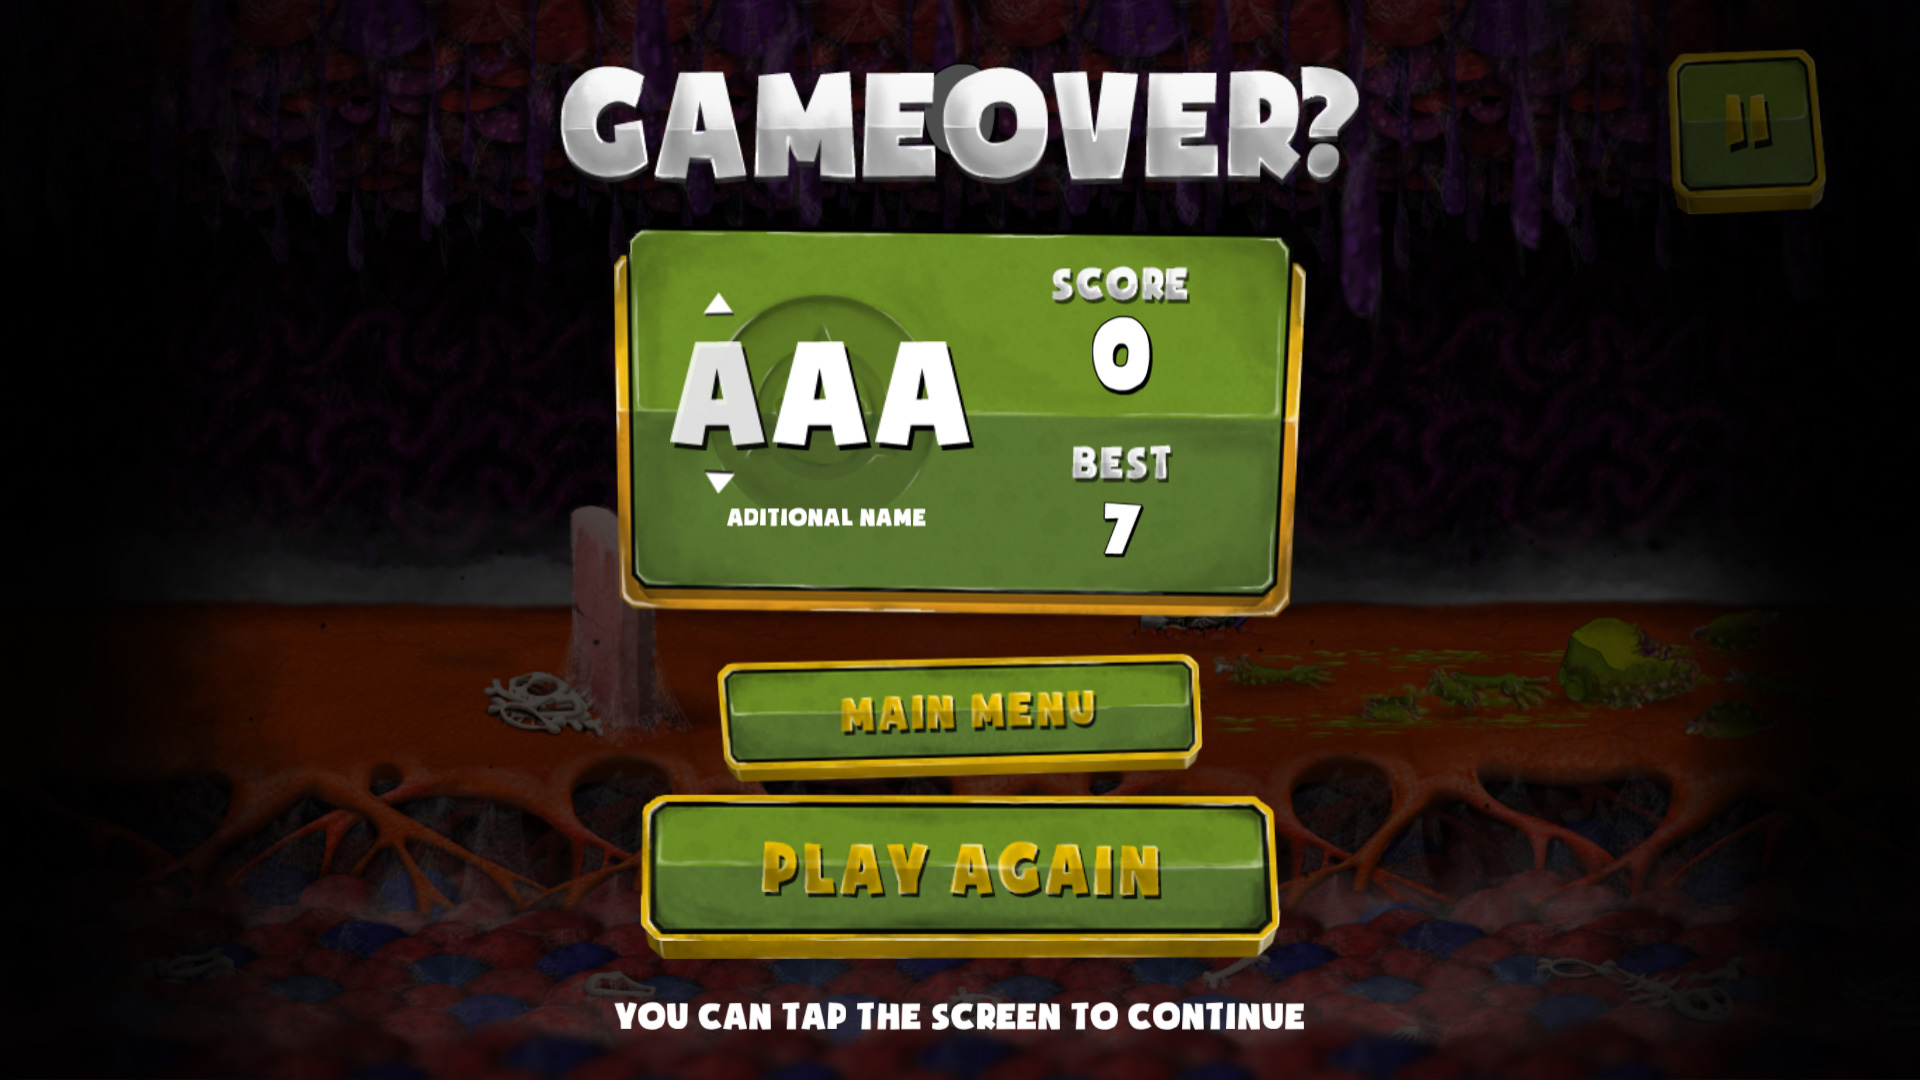 GAMEOVER?
SCORE
0
AAA
BEST
7
ADITIONAL NAME
MAIN MENU
PLAY AGAIN
YOU CAN TAP THE SCREEN TO CONTINUE